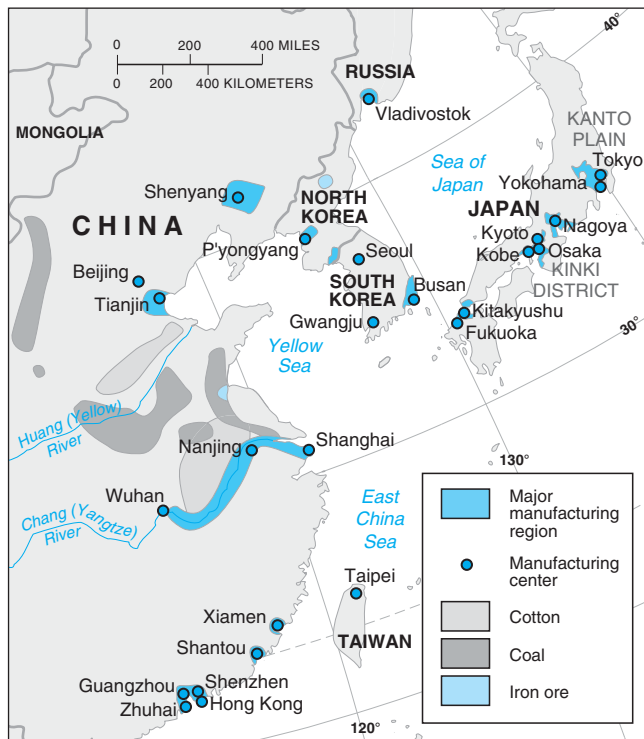 0 200 400 MILES
0 200 400 KILOMETERS
40°
RUSSIA
Vladivostok
MONGOLIA
KANTO
PLAIN
Tokyo
Yokohama
Sea of
Japan
Shenyang
NORTH
KOREA
JAPAN
Nagoya
CHINA
P'yongyang
Seoul
Kyoto
Osaka
Kobe
KINKI
DISTRICT
Beijing
Tianjin
SOUTH
KOREA
Busan
Gwangju
Kitakyushu
Fukuoka
30°
Yellow
Sea
Huang (Yellow)
River
Nanjing
Shanghai
130°
Wuhan
Chang (Yangtze)
River
East
China
Sea
Taipei
Xiamen
TAIWAN
Shantou
Guangzhou
Shenzhen
Zhuhai
Hong Kong
120°
Major
manufacturing
region
Manufacturing
center
Cotton
Coal
Iron ore